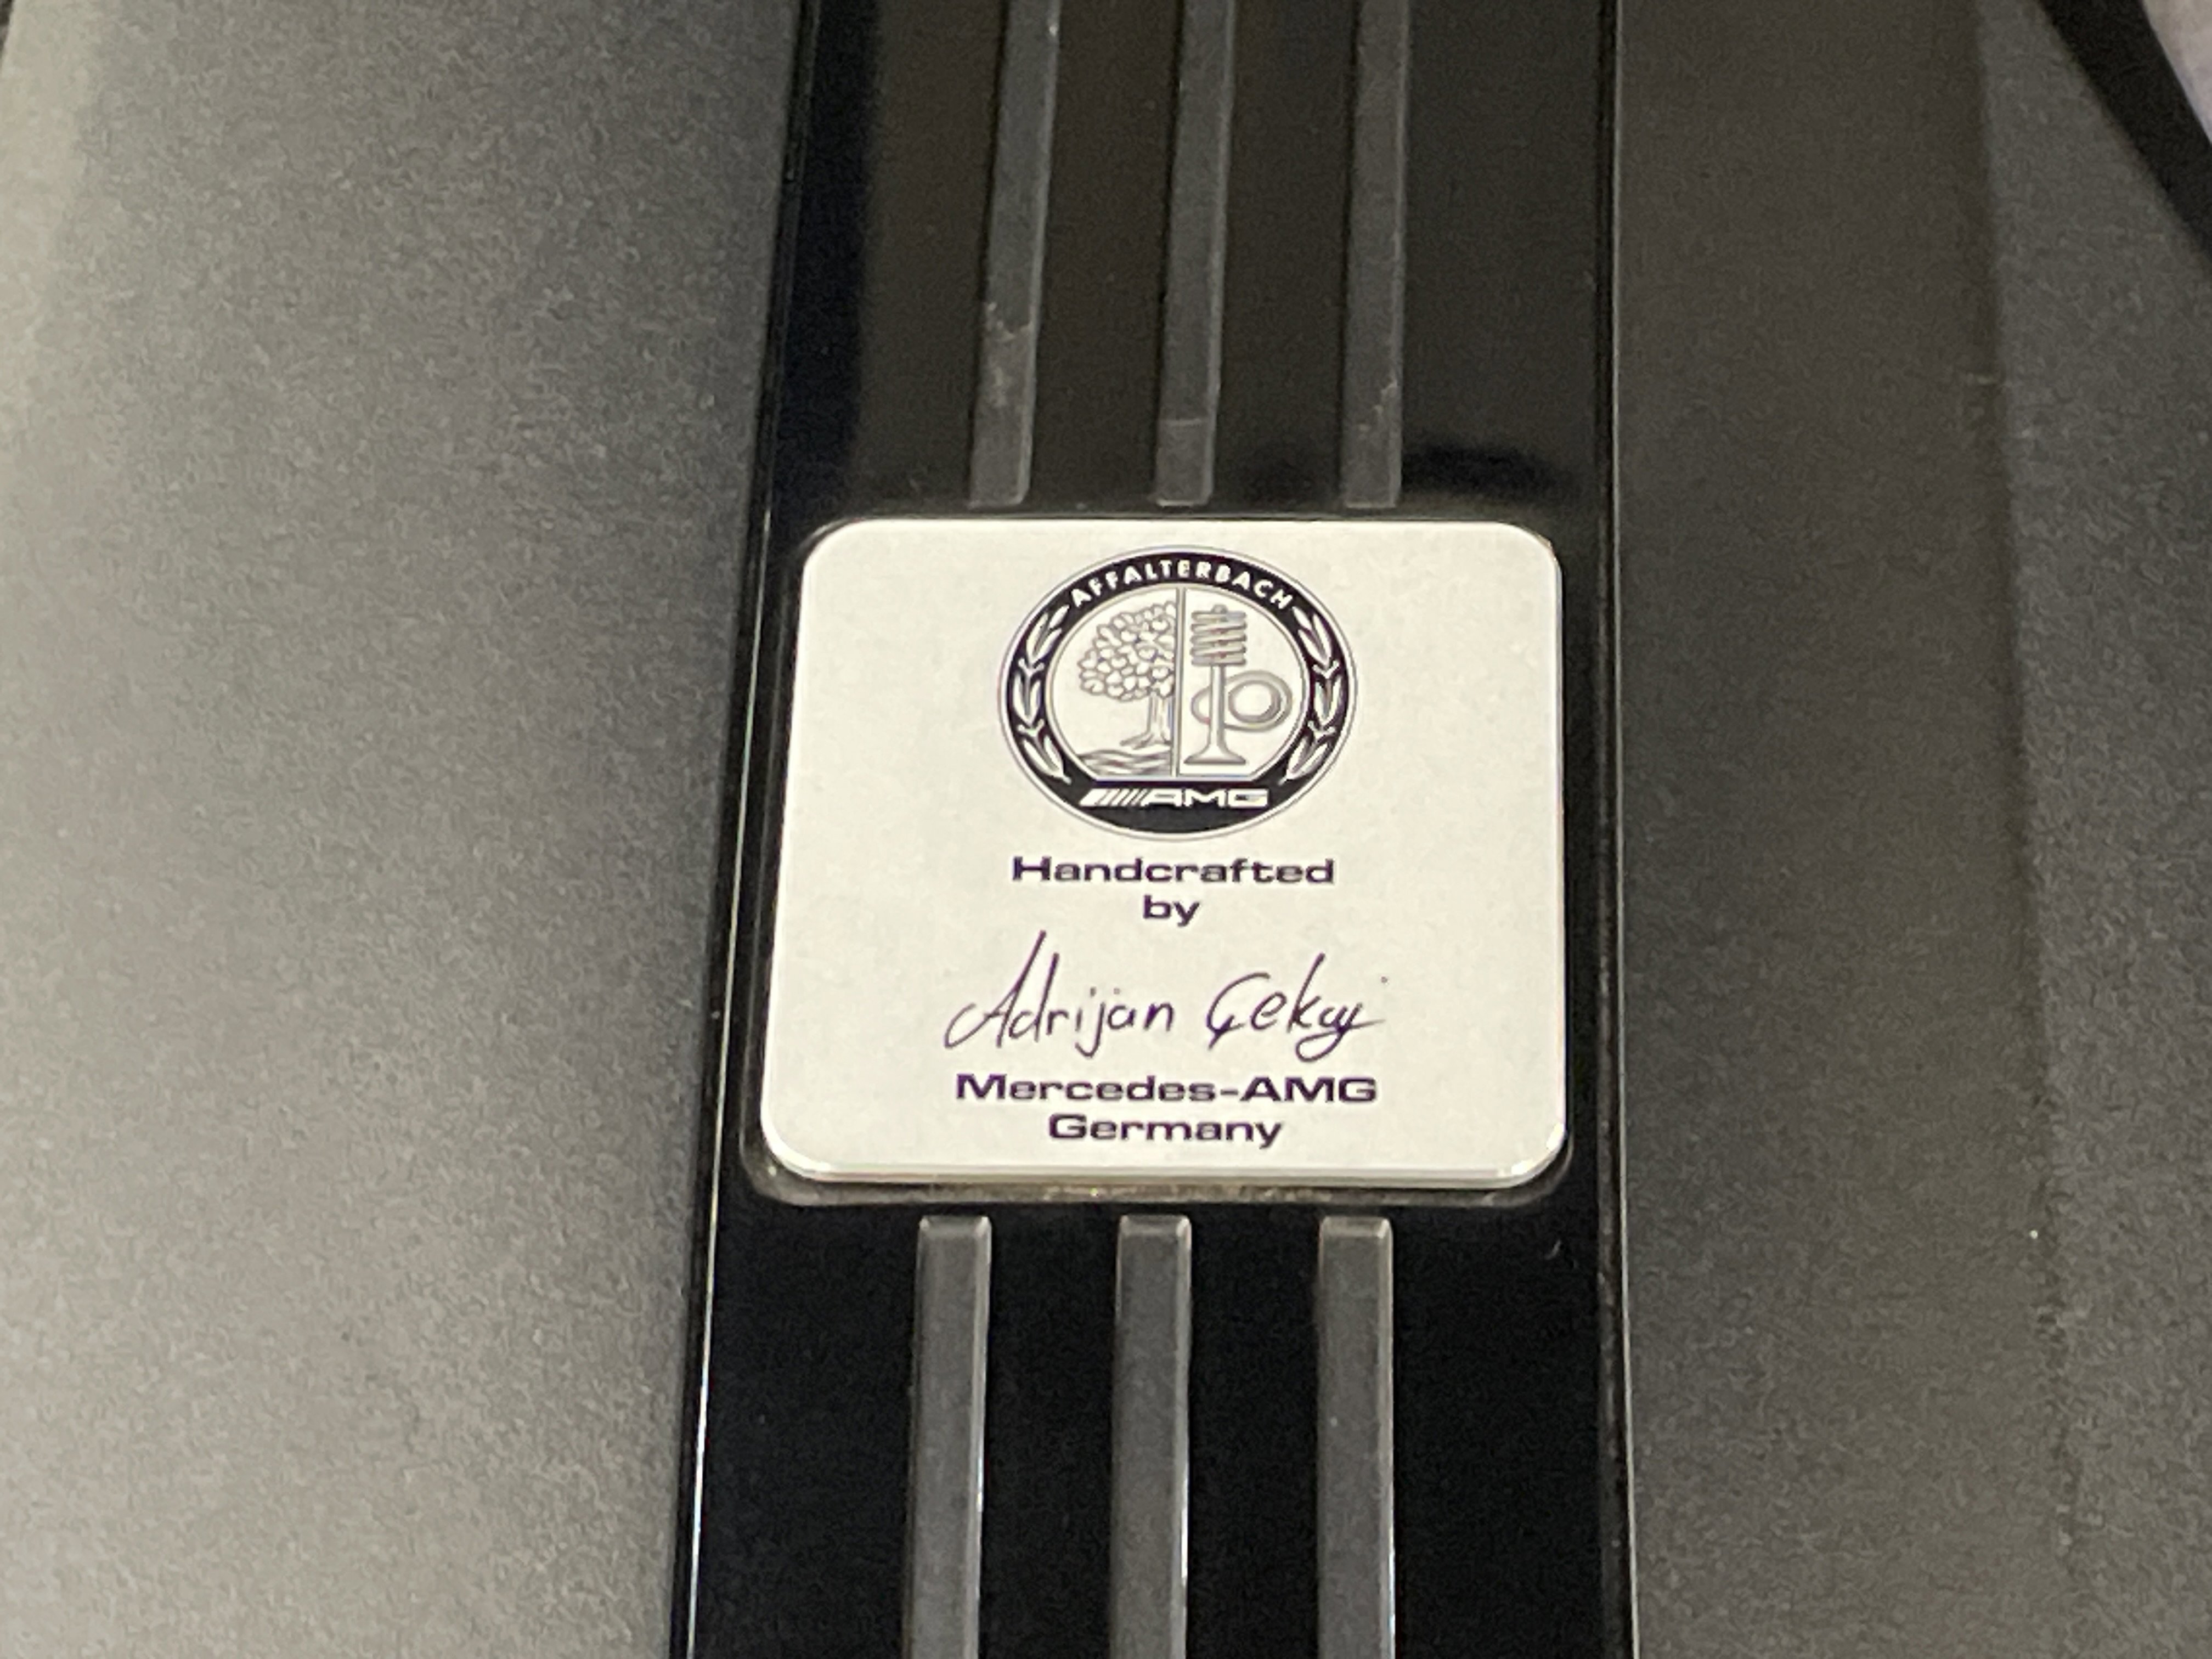 AFFALTERBACH
AMG
Handcrafted
by
Adrijan Çekaj
Mercedes-AMG
Germany